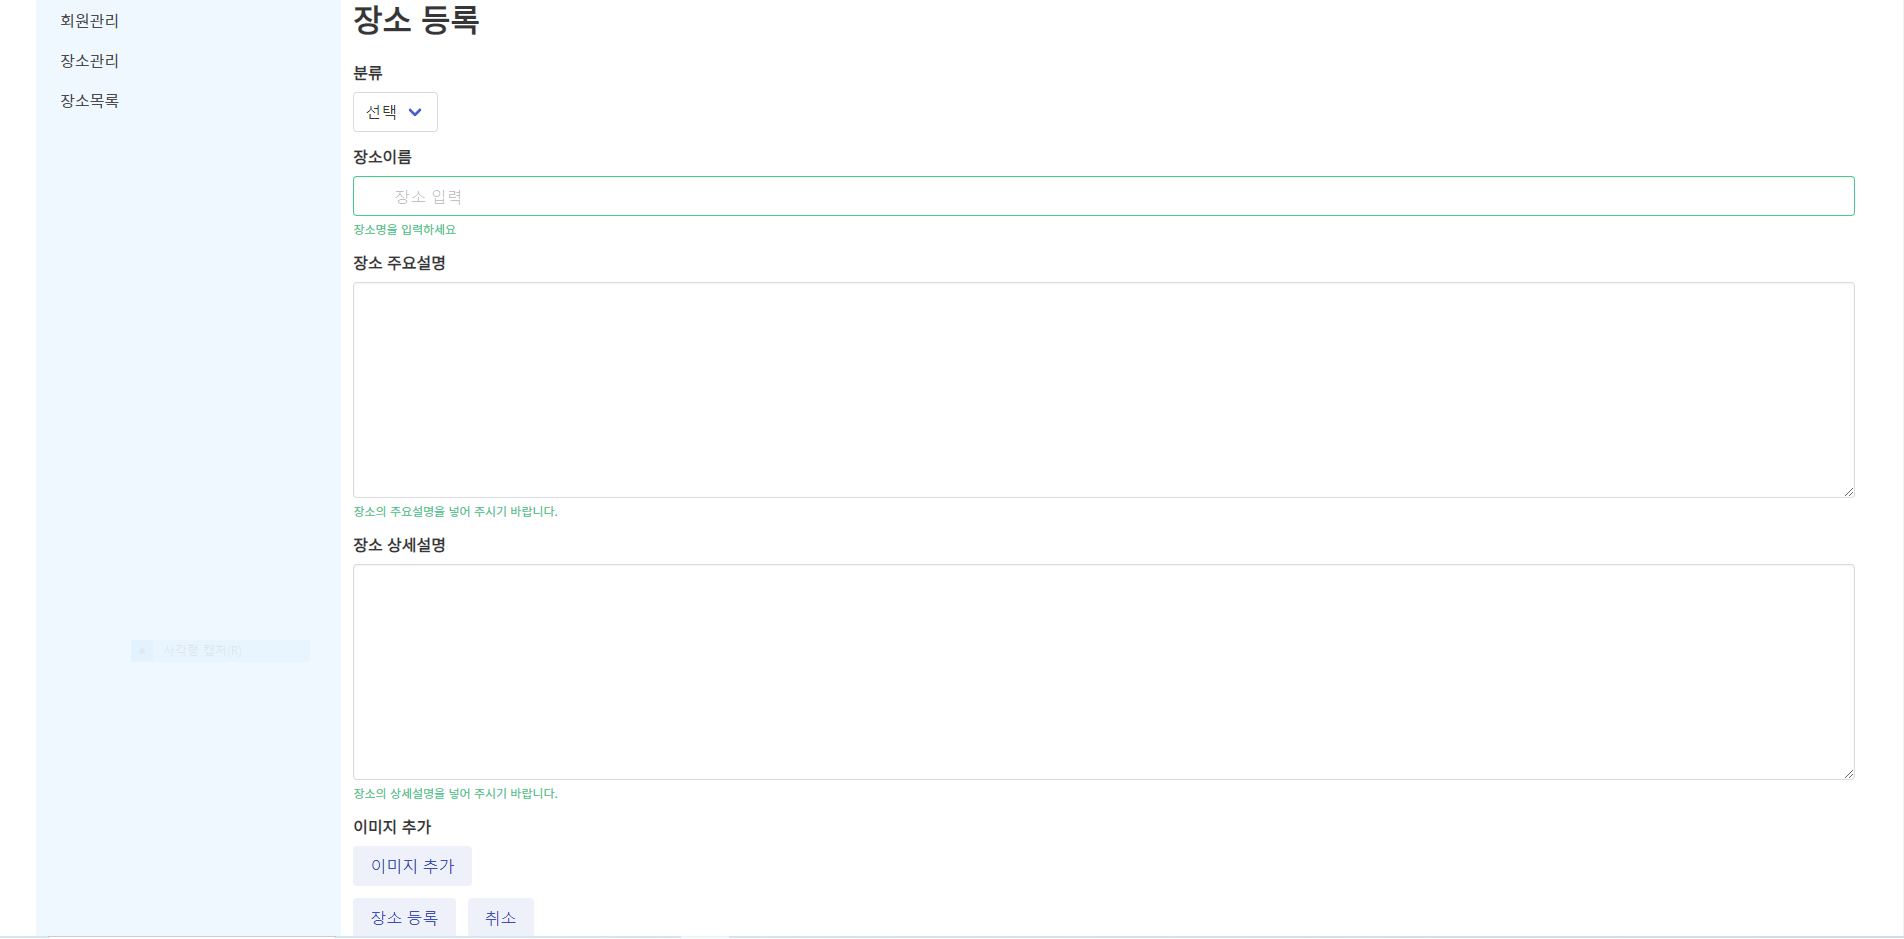 회원관리
장소관리
장소목록
장소 등록
분류
선택
장소이름
장소 입력
장소명을 입력하세요
장소 주요설명
장소의 주요설명을 넣어 주시기 바랍니다.
장소 상세설명
장소의 상세설명을 넣어 주시기 바랍니다.
사각형 캡처(R)
이미지 추가
이미지 추가
장소 등록 취소